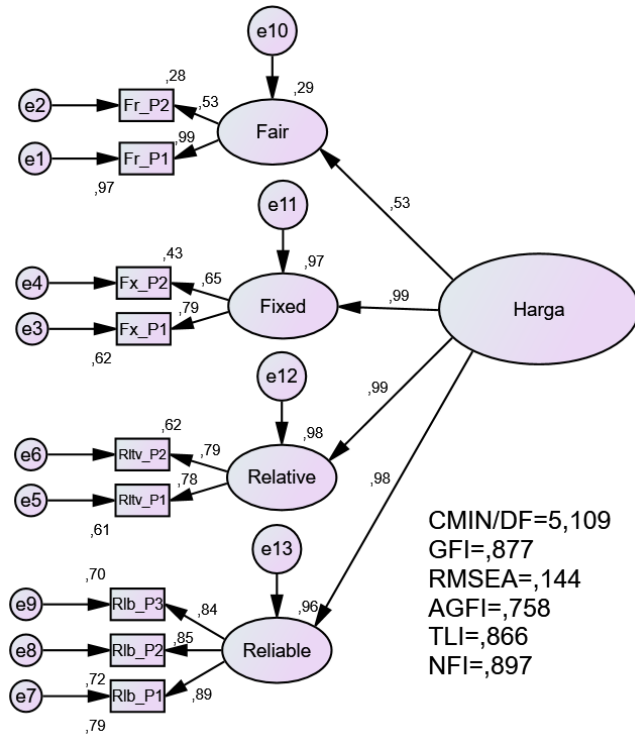 e10
,28
,29
e2
Fr_P2
,53
Fair
e1
Fr_P1
,99
,97
,53
e11
,43
,97
e4
Fx_P2
,65
Fixed
,99
Harga
e3
Fx_P1
,79
,62
e12
,99
,62
,98
e6
Rltv_P2
,79
Relative
e5
Rltv_P1
,78
,61
,98
e13
,70
,96
e9
Rlb_P3
,84
e8
Rlb_P2
,85
Reliable
,72
e7
Rlb_P1
,89
,79
CMIN/DF=5,109
GFI=,877
RMSEA=,144
AGFI=,758
TLI=,866
NFI=,897